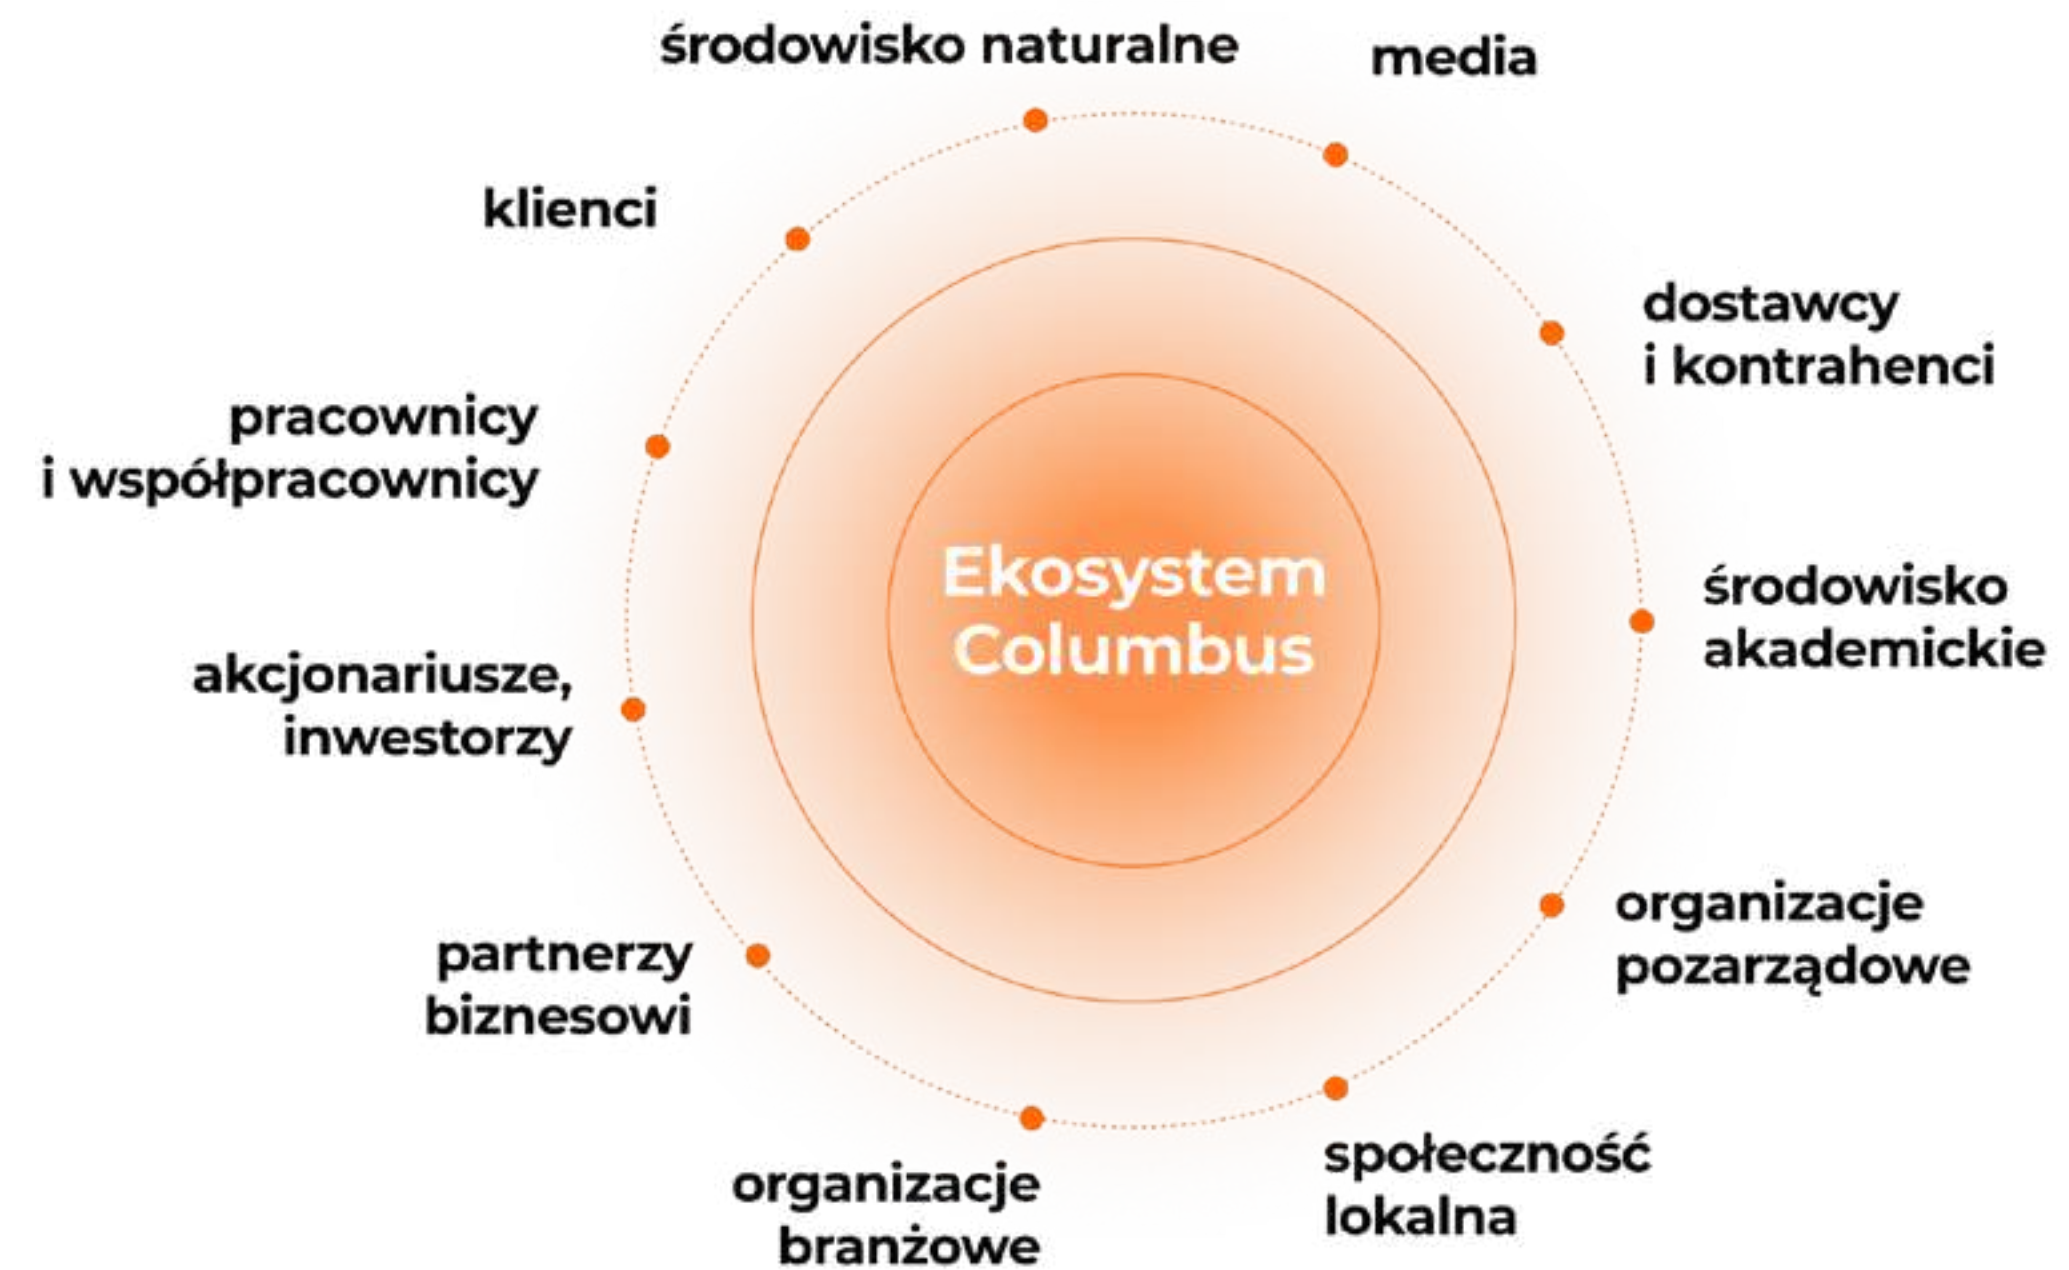 środowisko naturalne
media
klienci
dostawcy
i kontrahenci
pracownicy
i współpracownicy
Ekosystem
Columbus
środowisko
akademickie
akcjonariusze,
inwestorzy
organizacje
pozarządowe
partnerzy
biznesowi
społeczność
lokalna
organizacje
branżowe